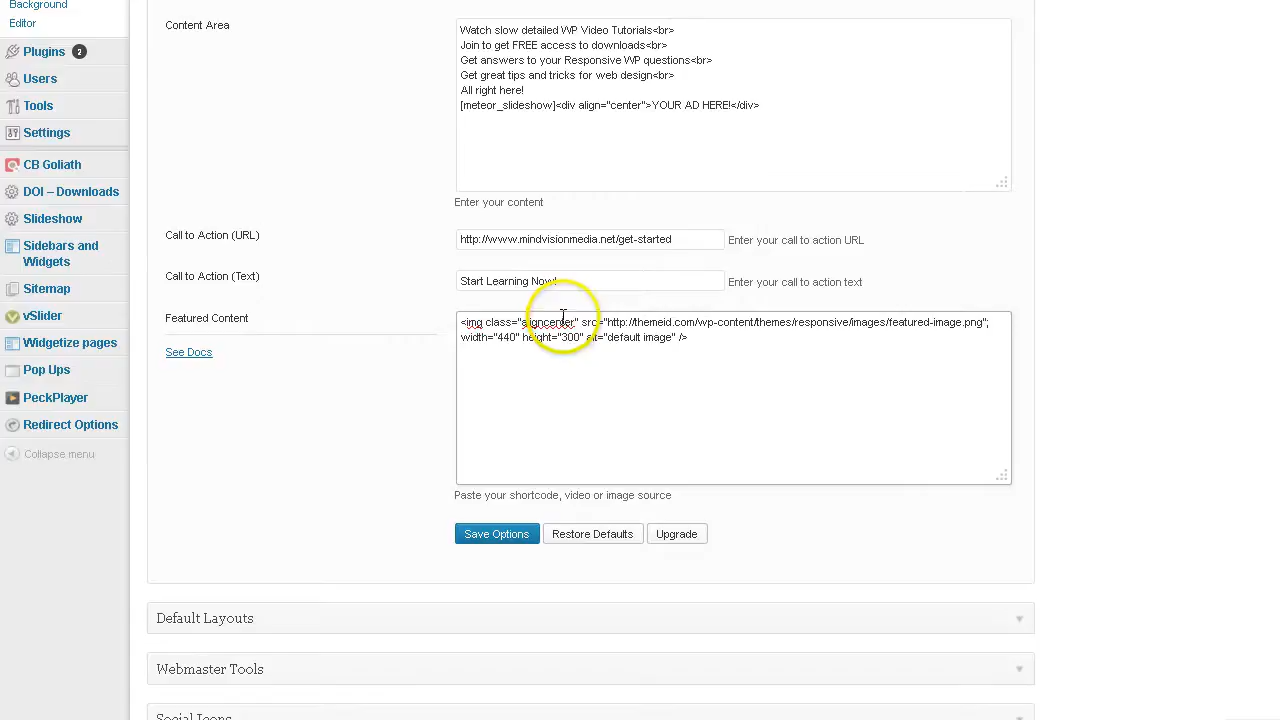 Background
Editor
Plugins 2
Users
Tools
Settings
CB Goliath
DOI – Downloads
Slideshow
Sidebars and
Widgets
Sitemap
vSlider
Widgetize pages
Pop Ups
PeckPlayer
Redirect Options
Collapse menu
Content Area
Watch slow detailed WP Video Tutorials<br>
Join to get FREE access to downloads<br>
Get answers to your Responsive WP questions<br>
Get great tips and tricks for web design<br>
All right here!
[meteor_slideshow]<div align="center">YOUR AD HERE!</div>
Enter your content
Call to Action (URL)
http://www.mindvisionmedia.net/get-started
Enter your call to action URL
Call to Action (Text)
Start Learning Now!
Enter your call to action text
Featured Content
See Docs
<img class="aligncenter" src="http://themeid.com/wp-content/themes/responsive/images/featured-image.png";
width="440" height="300" alt="default image" />
Paste your shortcode, video or image source
Save Options
Restore Defaults
Upgrade
Default Layouts
Webmaster Tools
Social Icons